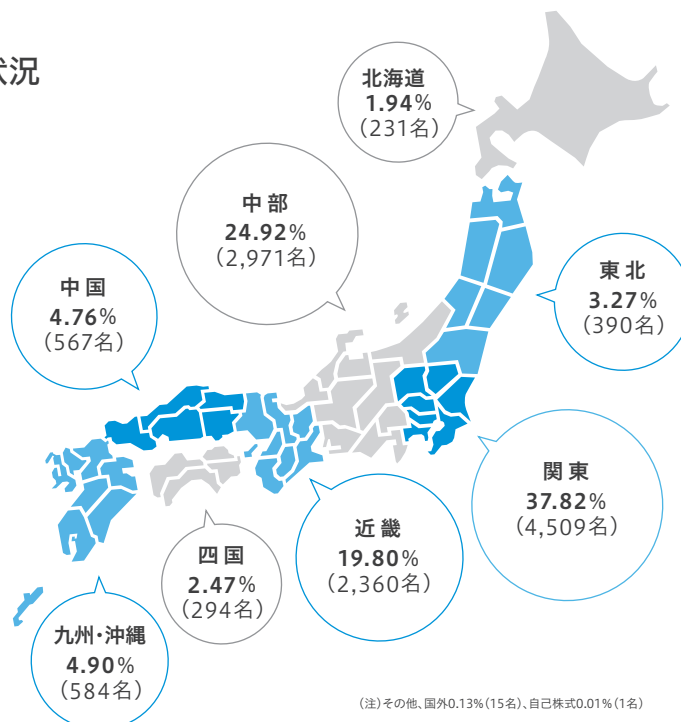 状況
北海道
1.94%
(231名)
中部
24.92%
(2,971名)
中国
4.76%
(567名)
東北
3.27%
(390名)
関東
37.82%
(4,509名)
近畿
19.80%
(2,360名)
四国
2.47%
(294名)
九州・沖縄
4.90%
(584名)
(注)その他、国外0.13%(15名)、自己株式0.01%(1名)